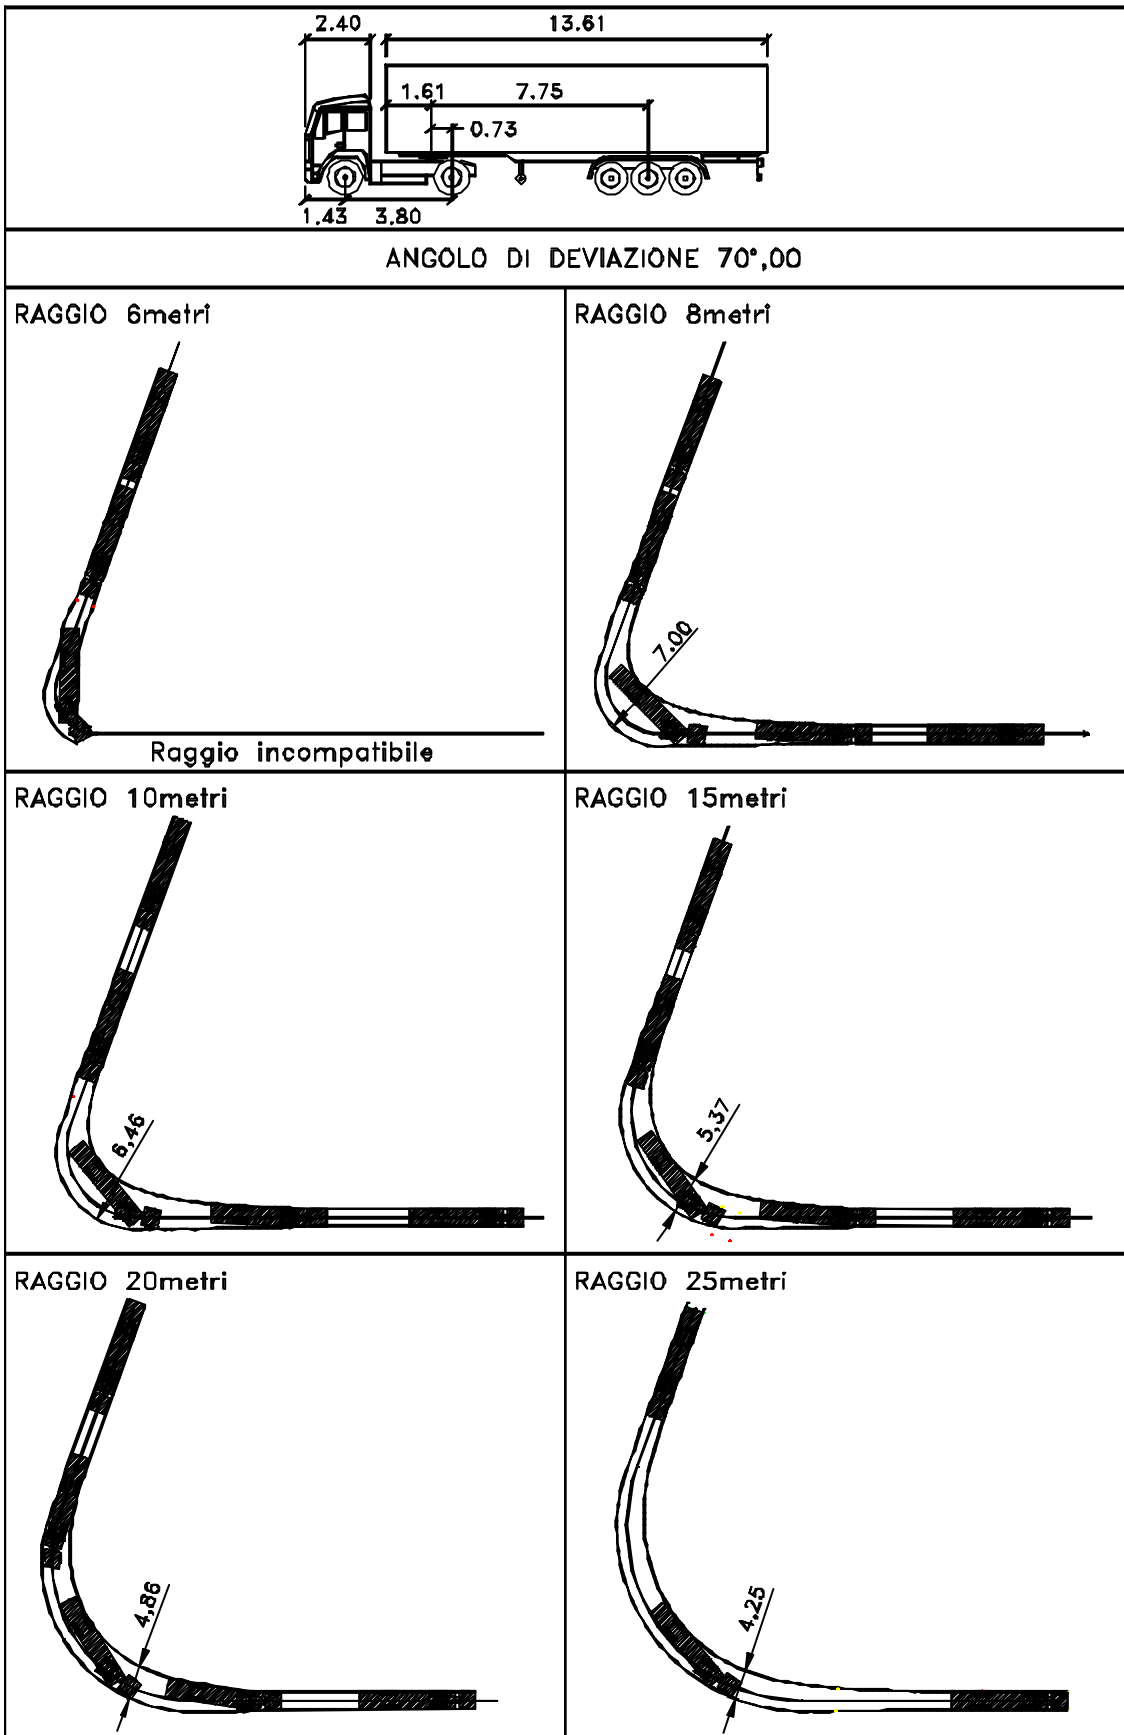 2.40 13.61
1.61 7.75
0.73
1.43 3.80
ANGOLO DI DEVIAZIONE 70°,00
RAGGIO 6metri
Raggio incompatibile
RAGGIO 8metri
7.00
RAGGIO 10metri
6,46
RAGGIO 15metri
5,37
RAGGIO 20metri
4,86
RAGGIO 25metri
4,25